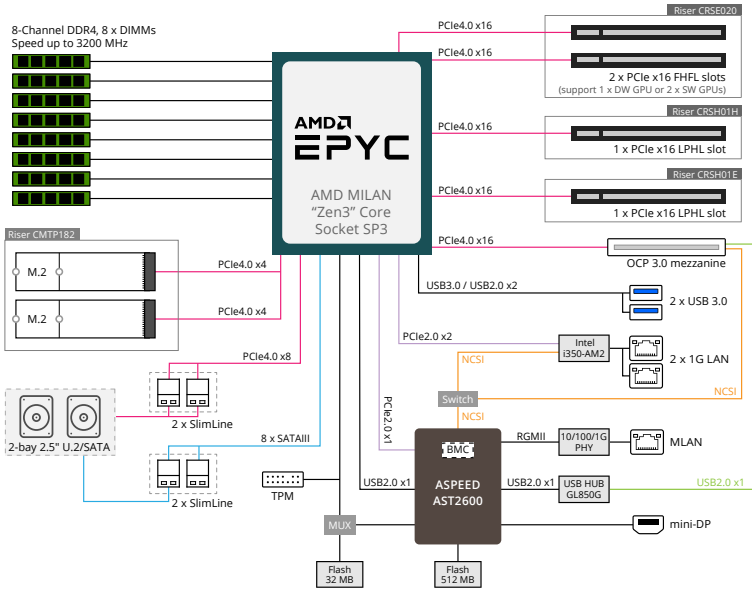 8-Channel DDR4, 8 x DIMMs
Speed up to 3200 MHz
AMD
EPYC
AMD MILAN
“Zen3” Core
Socket SP3
PCIe4.0 x16
PCIe4.0 x16
Riser CRSE020
2 x PCIe x16 FHFL slots
(support 1 x DW GPU or 2 x SW GPUs)
PCIe4.0 x16
Riser CRSH01H
1 x PCIe x16 LPHL slot
PCIe4.0 x16
Riser CRSH01E
1 x PCIe x16 LPHL slot
PCIe4.0 x16
OCP 3.0 mezzanine
Riser CMTP182
M.2
PCIe4.0 x4
M.2
PCIe4.0 x4
USB3.0 / USB2.0 x2
2 x USB 3.0
PCIe2.0 x2
Intel
i350-AM2
2 x 1G LAN
NCSI
Switch
NCSI
NCSI
PCIe4.0 x8
2 x SlimLine
2-bay 2.5" U.2/SATA
8 x SATAIII
2 x SlimLine
PCIe2.0 x1
BMC
ASPEED
AST2600
RGMII
10/100/1G
PHY
MLAN
TPM
USB2.0 x1
USB2.0 x1
USB HUB
GL850G
USB2.0 x1
MUX
mini-DP
Flash
32 MB
Flash
512 MB